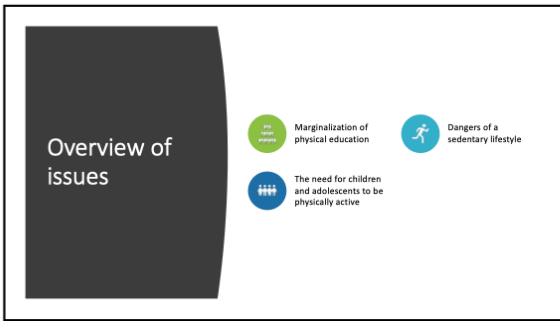 Overview of
issues
Marginalization of
physical education
Dangers of a
sedentary lifestyle
The need for children
and adolescents to be
physically active